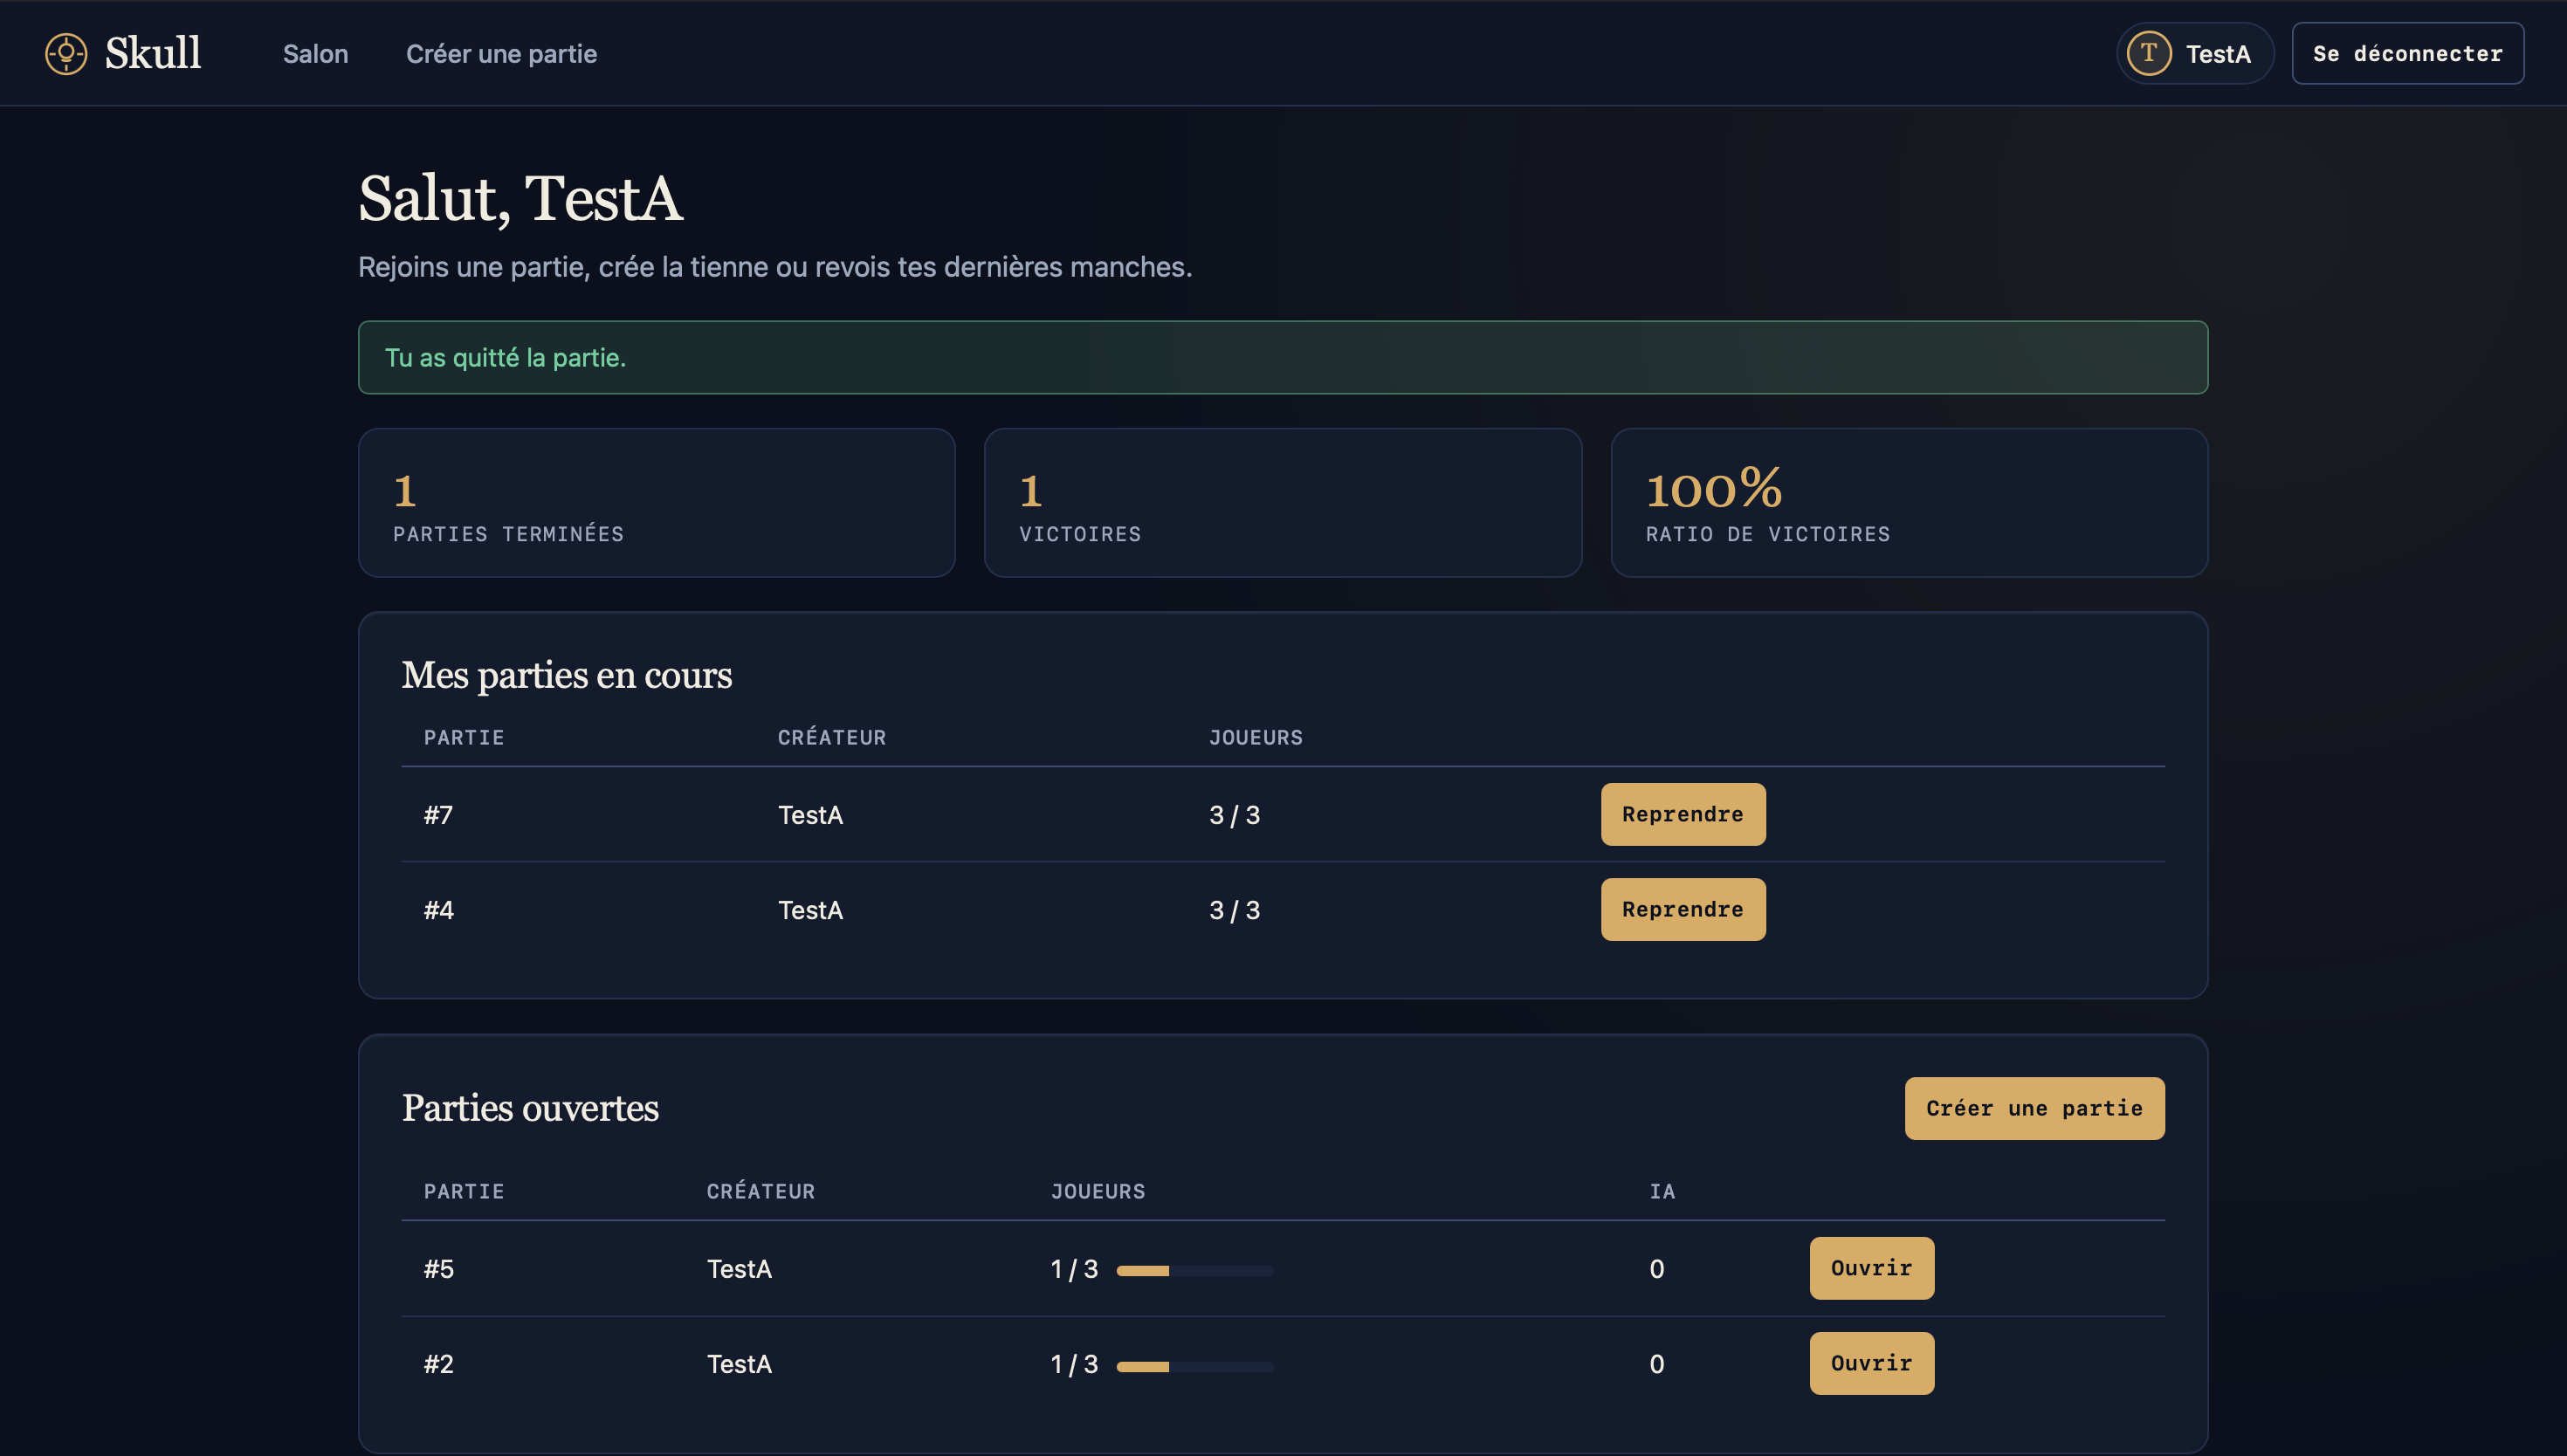 Skull Salon Créer une partie T TestA Se déconnecter
Salut, TestA
Rejoins une partie, crée la tienne ou revois tes dernières manches.
Tu as quitté la partie.
1 1 100%
PARTIES TERMINÉES VICTOIRES RATIO DE VICTOIRES
Mes parties en cours
PARTIE CRÉATEUR JOUEURS
#7 TestA 3 / 3 Reprendre
#4 TestA 3 / 3 Reprendre
Parties ouvertes Créer une partie
PARTIE CRÉATEUR JOUEURS IA
#5 TestA 1 / 3 0 Ouvrir
#2 TestA 1 / 3 0 Ouvrir